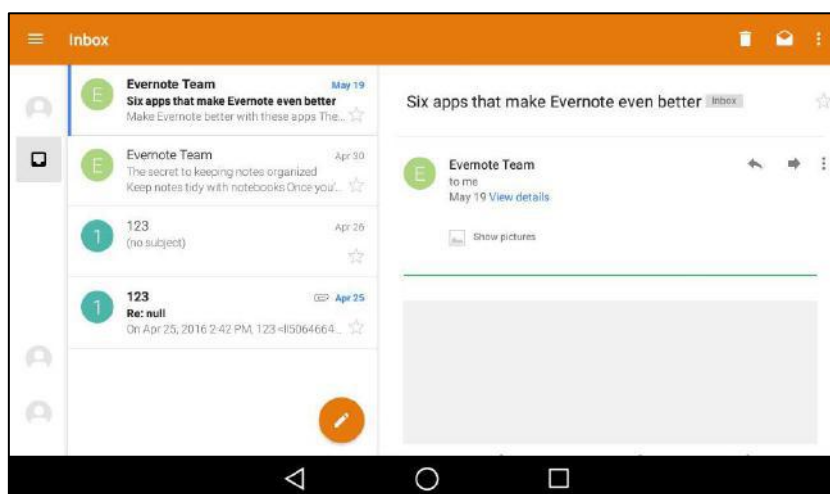 Inbox
E
Evernote Team
May 19
Six apps that make Evernote even better
Make Evernote better with these apps The...
E
Evernote Team
Apr 30
The secret to keeping notes organized
Keep notes tidy with notebooks Once you'...
1
123
Apr 26
(no subject)
1
123
Apr 25
Re: null
On Apr 25, 2016 2:42 PM, 123 <ll5064664...
Six apps that make Evernote even better
Inbox
E
Evernote Team
to me
May 19 View details
Show pictures